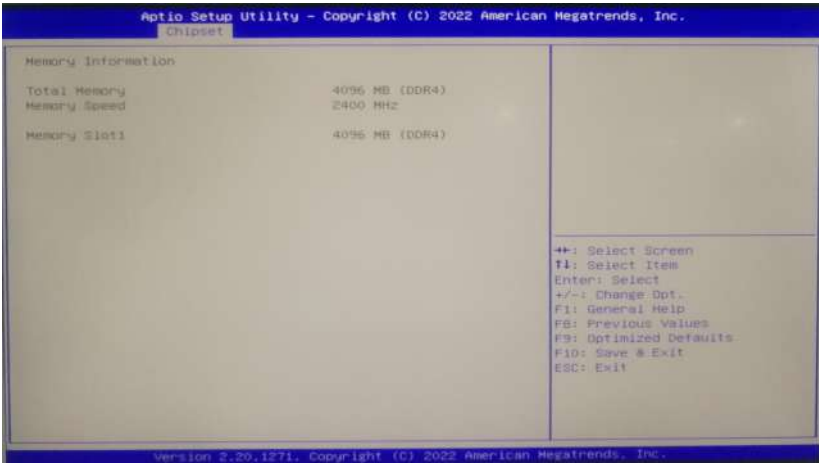 Aptio Setup Utility – Copyright (C) 2022 American Megatrends, Inc.
Chipset
Memory Information
Total Memory 4096 MB (DDR4)
Memory Speed 2400 MHz
Memory Slot1 4096 MB (DDR4)
→←: Select Screen
↑↓: Select Item
Enter: Select
+/-: Change Opt.
F1: General Help
F8: Previous Values
F9: Optimized Defaults
F10: Save & Exit
ESC: Exit
Version 2.20.1271. Copyright (C) 2022 American Megatrends, Inc.